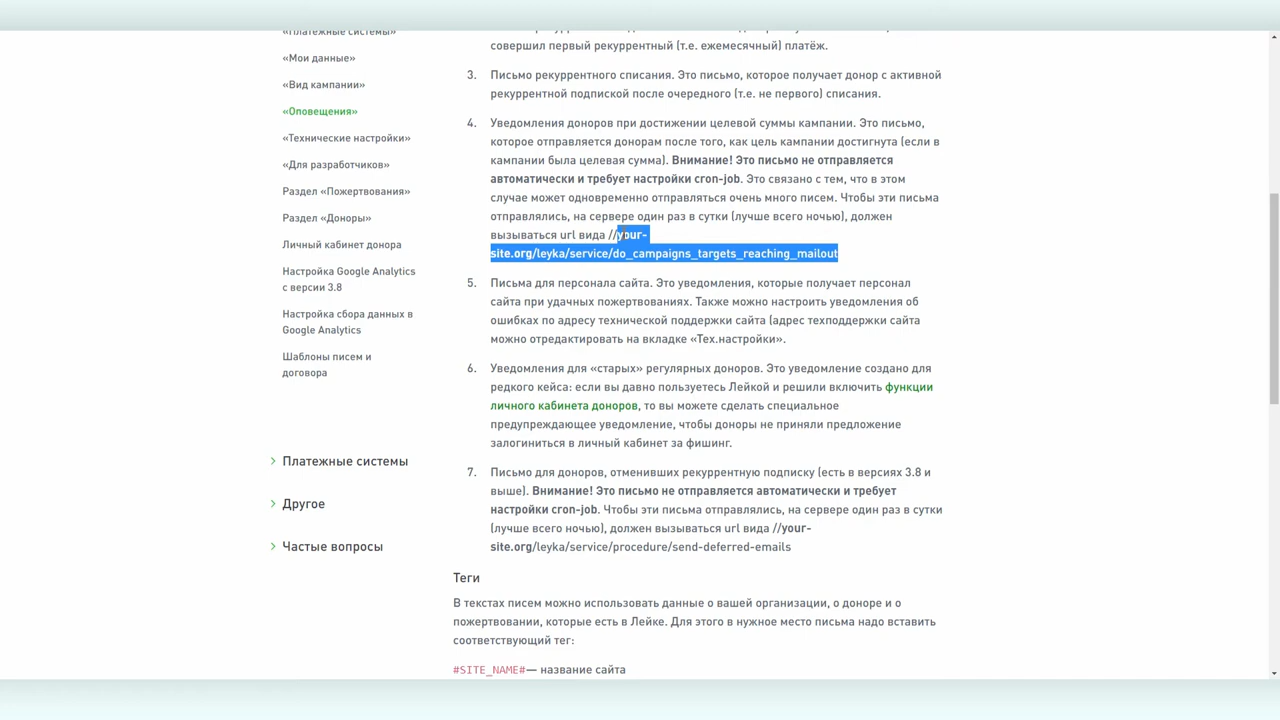 «Платежные системы»
«Мои данные»
«Вид кампании»
«Оповещения»
«Технические настройки»
«Для разработчиков»
Раздел «Пожертвования»
Раздел «Доноры»
Личный кабинет донора
Настройка Google Analytics
с версии 3.8
Настройка сбора данных в
Google Analytics
Шаблоны писем и
договора
Платежные системы
Другое
Частые вопросы
совершил первый рекуррентный (т.е. ежемесячный) платёж.
3. Письмо рекуррентного списания. Это письмо, которое получает донор с активной
рекуррентной подпиской после очередного (т.е. не первого) списания.
4. Уведомления доноров при достижении целевой суммы кампании. Это письмо,
которое отправляется донорам после того, как цель кампании достигнута (если в
кампании была целевая сумма). Внимание! Это письмо не отправляется
автоматически и требует настройки cron-job. Это связано с тем, что в этом
случае может одновременно отправляться очень много писем. Чтобы эти письма
отправлялись, на сервере один раз в сутки (лучше всего ночью), должен
вызываться url вида //your-
site.org/leyka/service/do_campaigns_targets_reaching_mailout
5. Письма для персонала сайта. Это уведомления, которые получает персонал
сайта при удачных пожертвованиях. Также можно настроить уведомления об
ошибках по адресу технической поддержки сайта (адрес техподдержки сайта
можно отредактировать на вкладке «Тех.настройки».
6. Уведомления для «старых» регулярных доноров. Это уведомление создано для
редкого кейса: если вы давно пользуетесь Лейкой и решили включить функции
личного кабинета доноров, то вы можете сделать специальное
предупреждающее уведомление, чтобы доноры не приняли предложение
залогиниться в личный кабинет за фишинг.
7. Письмо для доноров, отменивших рекуррентную подписку (есть в версиях 3.8 и
выше). Внимание! Это письмо не отправляется автоматически и требует
настройки cron-job. Чтобы эти письма отправлялись, на сервере один раз в сутки
(лучше всего ночью), должен вызываться url вида //your-
site.org/leyka/service/procedure/send-deferred-emails
Теги
В текстах писем можно использовать данные о вашей организации, о доноре и о
пожертвовании, которые есть в Лейке. Для этого в нужное место письма надо вставить
соответствующий тег:
#SITE_NAME#— название сайта